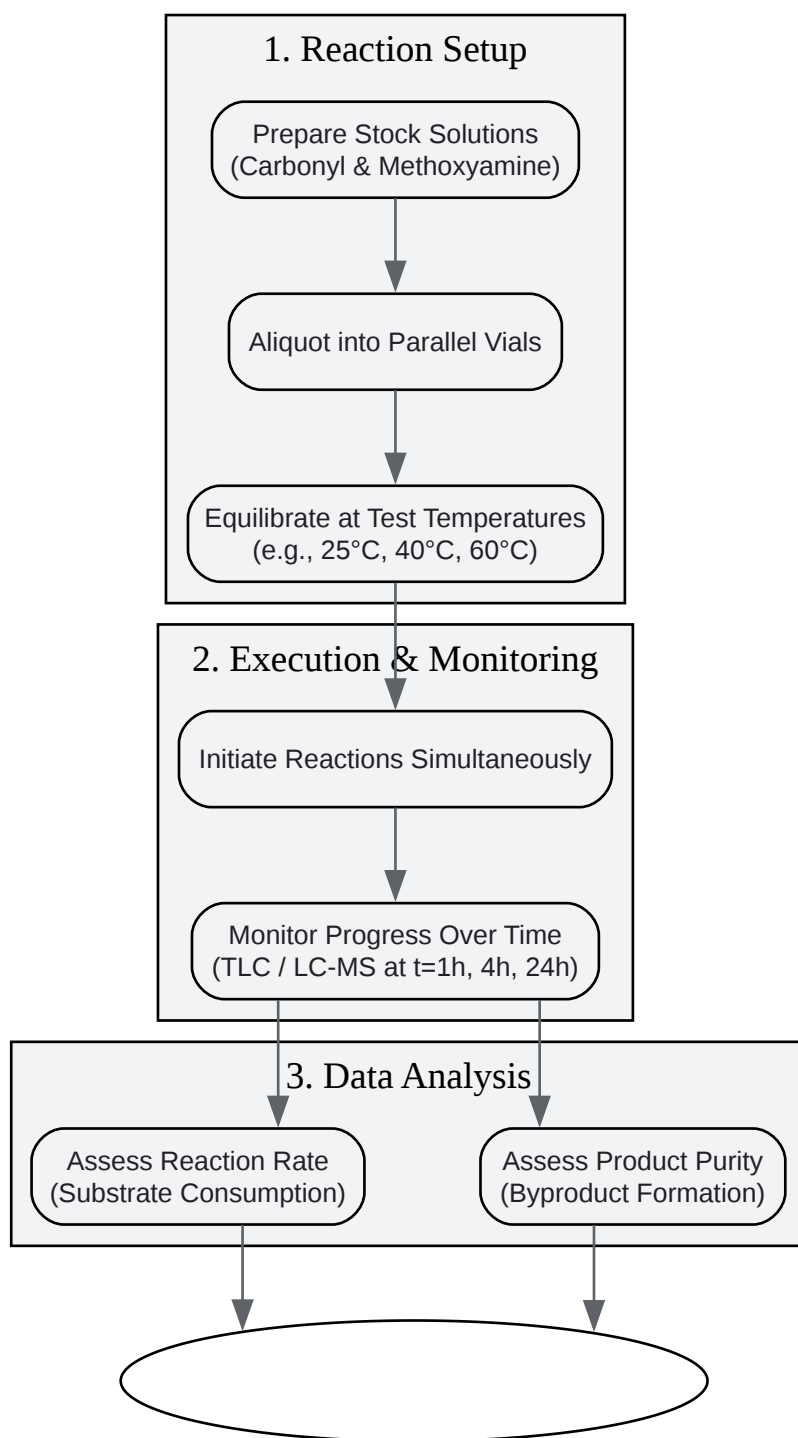 1. Reaction Setup
Prepare Stock Solutions
(Carbonyl & Methoxyamine)
Aliquot into Parallel Vials
Equilibrate at Test Temperatures
(e.g., 25°C, 40°C, 60°C)
2. Execution & Monitoring
Initiate Reactions Simultaneously
Monitor Progress Over Time
(TLC / LC-MS at t=1h, 4h, 24h)
3. Data Analysis
Assess Reaction Rate
(Substrate Consumption)
Assess Product Purity
(Byproduct Formation)